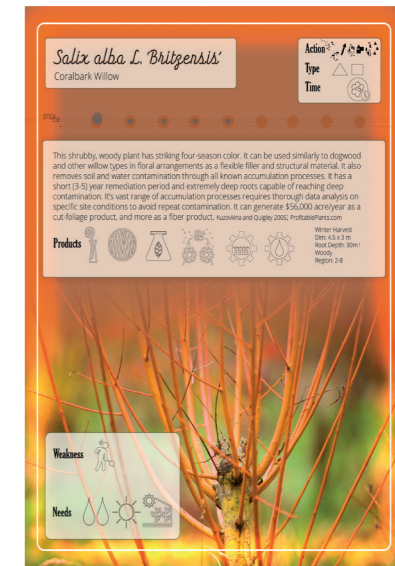 Salix alba L. Britzensis'
Coralbark Willow
Action
Type
Time
This shrubby, woody plant has striking four-season color. It can be used similarly to dogwood
and other willow types in floral arrangements as a flexible filler and structural material. It also
removes soil and water contamination through all known accumulation processes. It has a
short (3-5) year remediation period and extremely deep roots capable of reaching deep
contamination. It's vast range of accumulation processes requires thorough data analysis on
specific site conditions to avoid repeat contamination. It can generate $56,000 acre/year as a
cut-foliage product, and more as a fiber product. Kuzovkina and Quigley 2005; ProfitablePlants.com
Products
Winter Harvest
Dim: 4.5 x 3 m
Root Depth: 30m !
Woody
Region: 2-8
Weakness
Needs